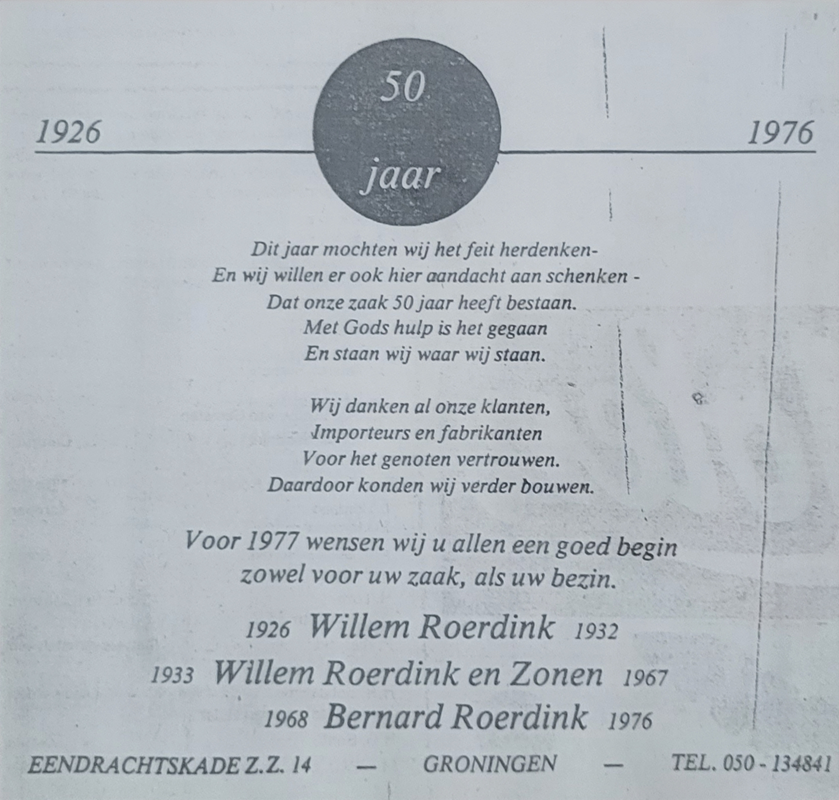 50
1926 1976
jaar
Dit jaar mochten wij het feit herdenken-
En wij willen er ook hier aandacht aan schenken -
Dat onze zaak 50 jaar heeft bestaan.
Met Gods hulp is het gegaan
En staan wij waar wij staan.
Wij danken al onze klanten,
Importeurs en fabrikanten
Voor het genoten vertrouwen.
Daardoor konden wij verder bouwen.
Voor 1977 wensen wij u allen een goed begin
zowel voor uw zaak, als uw bezin.
1926 Willem Roerdink 1932
1933 Willem Roerdink en Zonen 1967
1968 Bernard Roerdink 1976
EENDRACHTSKADE Z.Z. 14 — GRONINGEN — TEL. 050 - 134841